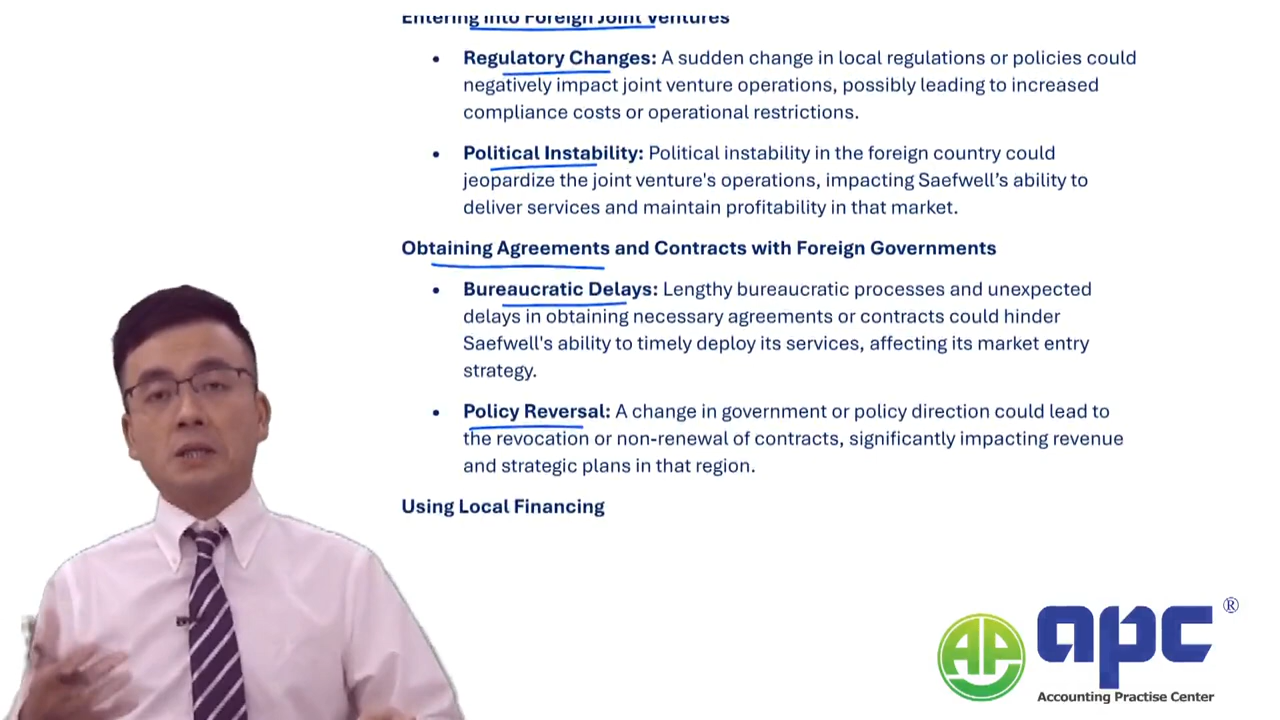 Entering into Foreign Joint Ventures
• Regulatory Changes: A sudden change in local regulations or policies could
negatively impact joint venture operations, possibly leading to increased
compliance costs or operational restrictions.
• Political Instability: Political instability in the foreign country could
jeopardize the joint venture's operations, impacting Saefwell’s ability to
deliver services and maintain profitability in that market.
Obtaining Agreements and Contracts with Foreign Governments
• Bureaucratic Delays: Lengthy bureaucratic processes and unexpected
delays in obtaining necessary agreements or contracts could hinder
Saefwell's ability to timely deploy its services, affecting its market entry
strategy.
• Policy Reversal: A change in government or policy direction could lead to
the revocation or non-renewal of contracts, significantly impacting revenue
and strategic plans in that region.
Using Local Financing
AP apc ®
Accounting Practise Center